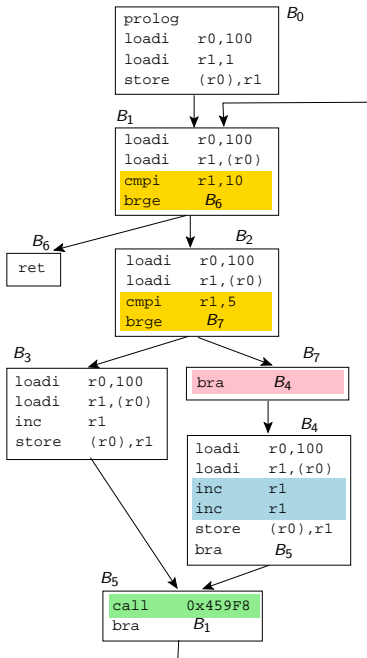 B0
prolog
loadi r0,100
loadi r1,1
store (r0),r1
B1
loadi r0,100
loadi r1,(r0)
cmpi r1,10
brge B6
B6
ret
B2
loadi r0,100
loadi r1,(r0)
cmpi r1,5
brge B7
B3
loadi r0,100
loadi r1,(r0)
inc r1
store (r0),r1
B7
bra B4
B4
loadi r0,100
loadi r1,(r0)
inc r1
inc r1
store (r0),r1
bra B5
B5
call 0x459F8
bra B1